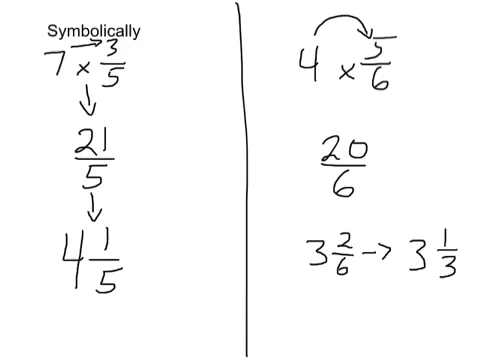 Symbolically
7 × 3/5
21/5
4 1/5
4 × 5/6
20/6
3 2/6 → 3 1/3